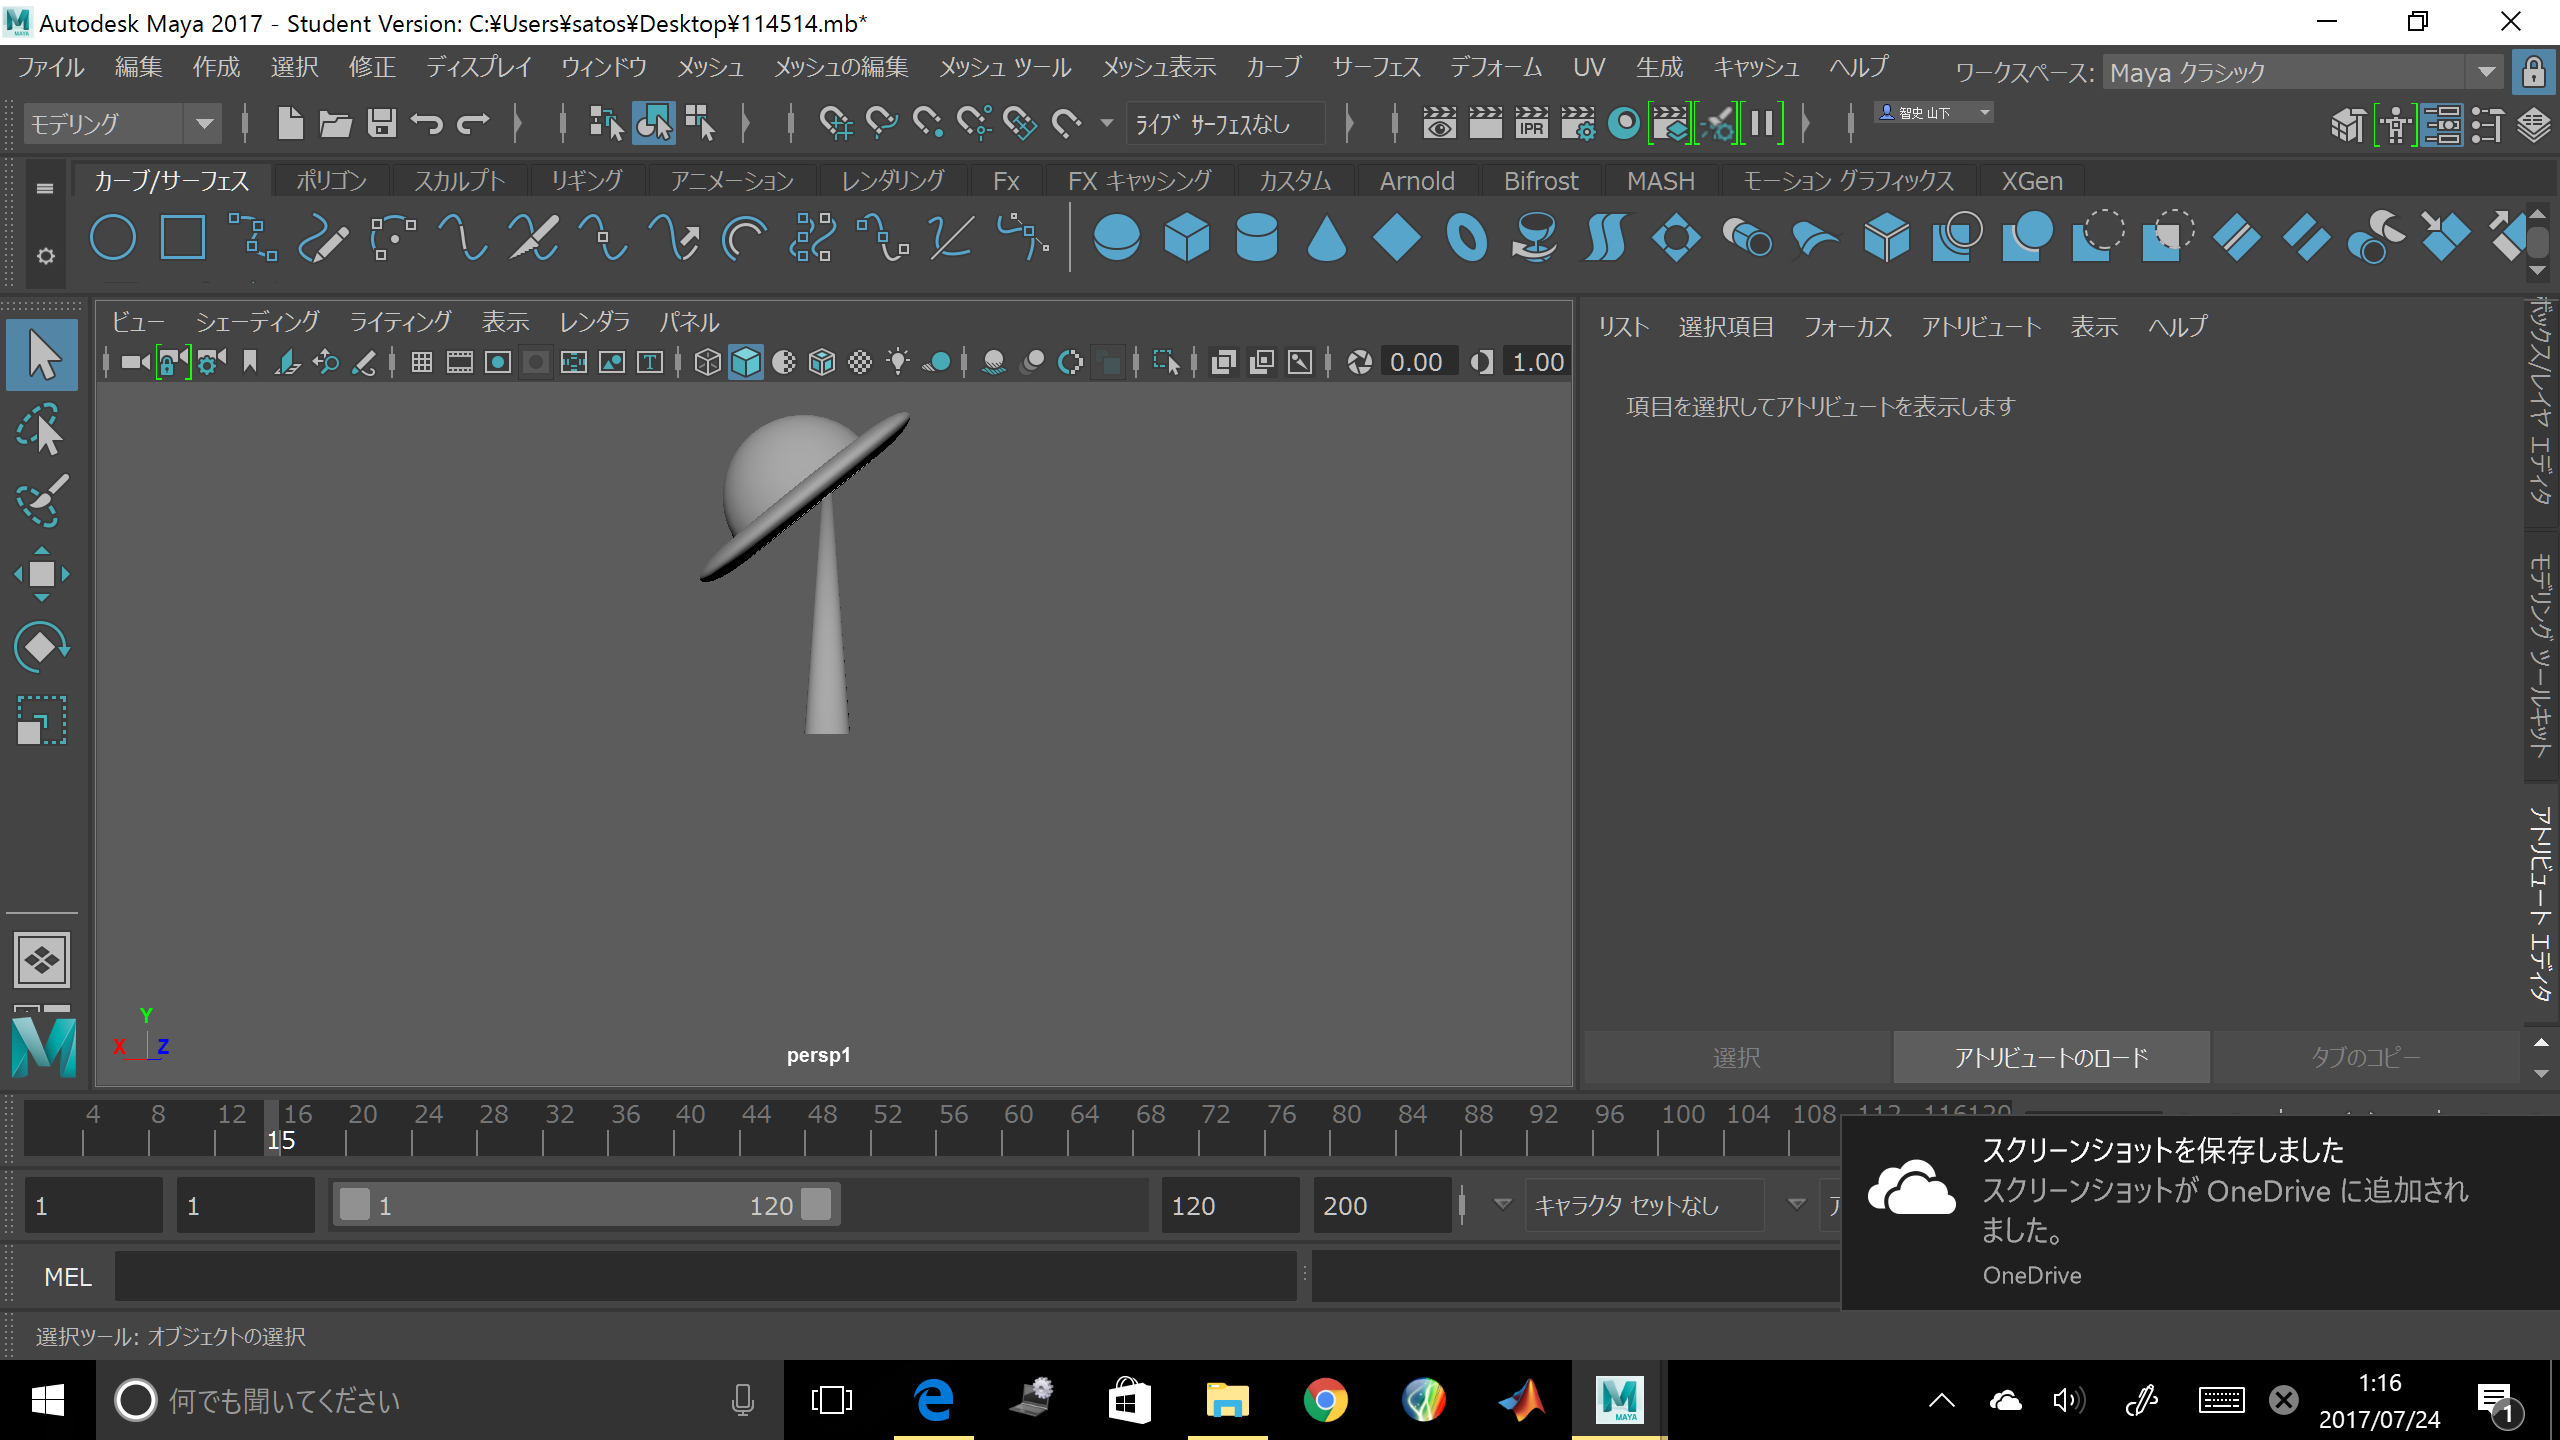 Autodesk Maya 2017 - Student Version: C:¥Users¥satos¥Desktop¥114514.mb*
ファイル 編集 作成 選択 修正 ディスプレイ ウィンドウ メッシュ メッシュの編集 メッシュ ツール メッシュ表示 カーブ サーフェス デフォーム UV 生成 キャッシュ ヘルプ ワークスペース: Maya クラシック
モデリング ライブ サーフェスなし IPR 智史 山下
カーブ/サーフェス ポリゴン スカルプト リギング アニメーション レンダリング Fx FX キャッシング カスタム Arnold Bifrost MASH モーション グラフィックス XGen
ビュー シェーディング ライティング 表示 レンダラ パネル
0.00 1.00
リスト 選択項目 フォーカス アトリビュート 表示 ヘルプ
項目を選択してアトリビュートを表示します
ボックス/レイヤ エディタ
モデリング ツールキット
アトリビュート エディタ
Y
X Z
persp1
選択 アトリビュートのロード タブのコピー
4 8 12 16 20 24 28 32 36 40 44 48 52 56 60 64 68 72 76 80 84 88 92 96 100 104 108 112 116 120
15
1 1 1 120 120 200 キャラクタ セットなし
MEL
スクリーンショットを保存しました
スクリーンショットが OneDrive に追加され
ました。
OneDrive
選択ツール: オブジェクトの選択
何でも聞いてください
MAYA
1:16
2017/07/24
1